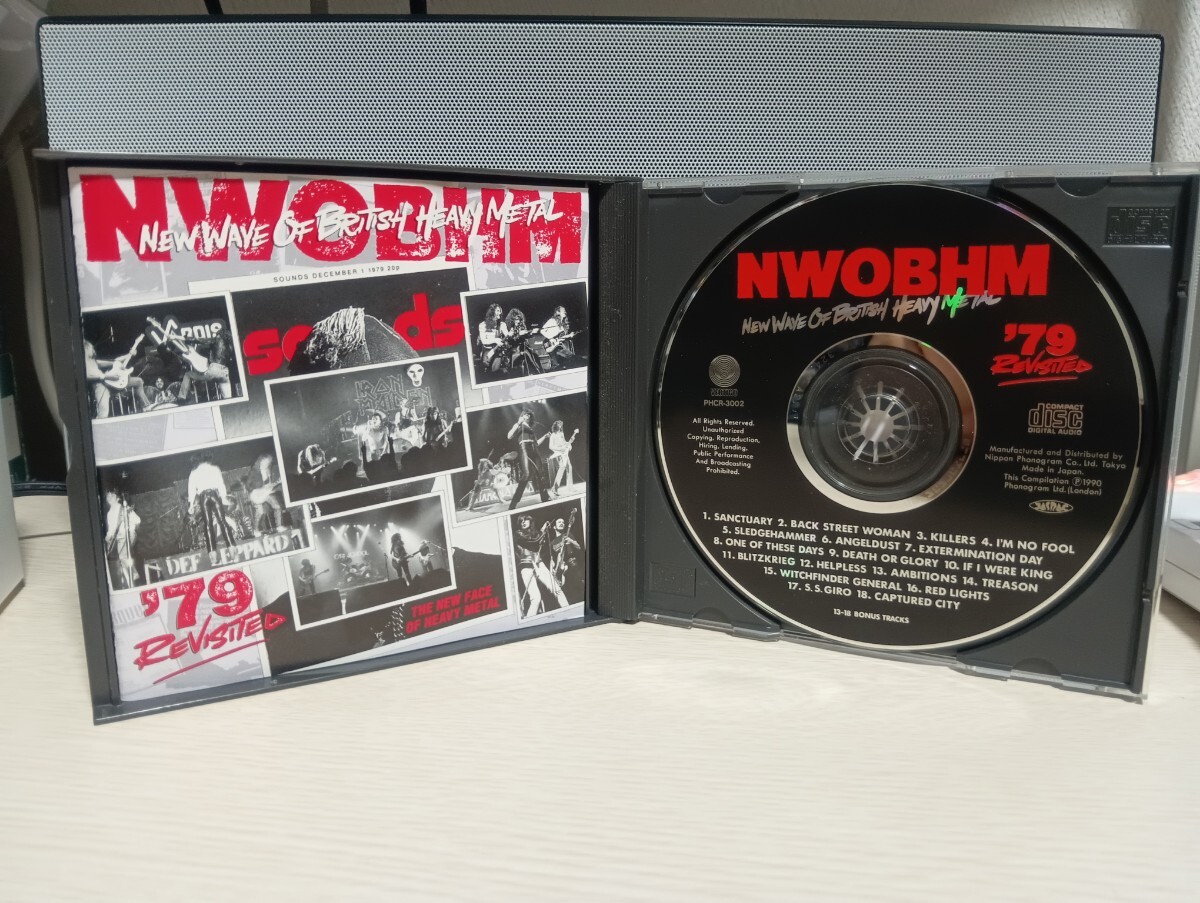 NWOBHM
NEW WAVE OF BRITISH HEAVY METAL
SOUNDS DECEMBER 1 1979 20p
IRON
MAIDEN
DEF LEPPARD
'79
REVISITED
THE NEW FACE
OF HEAVY METAL
NWOBHM
NEW WAVE OF BRITISH HEAVY METAL
'79
REVISITED
PHCR-3002
All Rights Reserved.
Unauthorized
Copying, Reproduction,
Hiring, Lending,
Public Performance
And Broadcasting
Prohibited.
COMPACT
disc
DIGITAL AUDIO
Manufactured and Distributed by
Nippon Phonogram Co., Ltd. Tokyo
Made in Japan.
This Compilation Ⓟ1990
Phonogram Ltd. (London)
1. SANCTUARY 2. BACK STREET WOMAN 3. KILLERS 4. I'M NO FOOL
5. SLEDGEHAMMER 6. ANGELDUST 7. EXTERMINATION DAY
8. ONE OF THESE DAYS 9. DEATH OR GLORY 10. IF I WERE KING
11. BLITZKRIEG 12. HELPLESS 13. AMBITIONS 14. TREASON
15. WITCHFINDER GENERAL 16. RED LIGHTS
17. S.S. GIRO 18. CAPTURED CITY
13-18 BONUS TRACKS